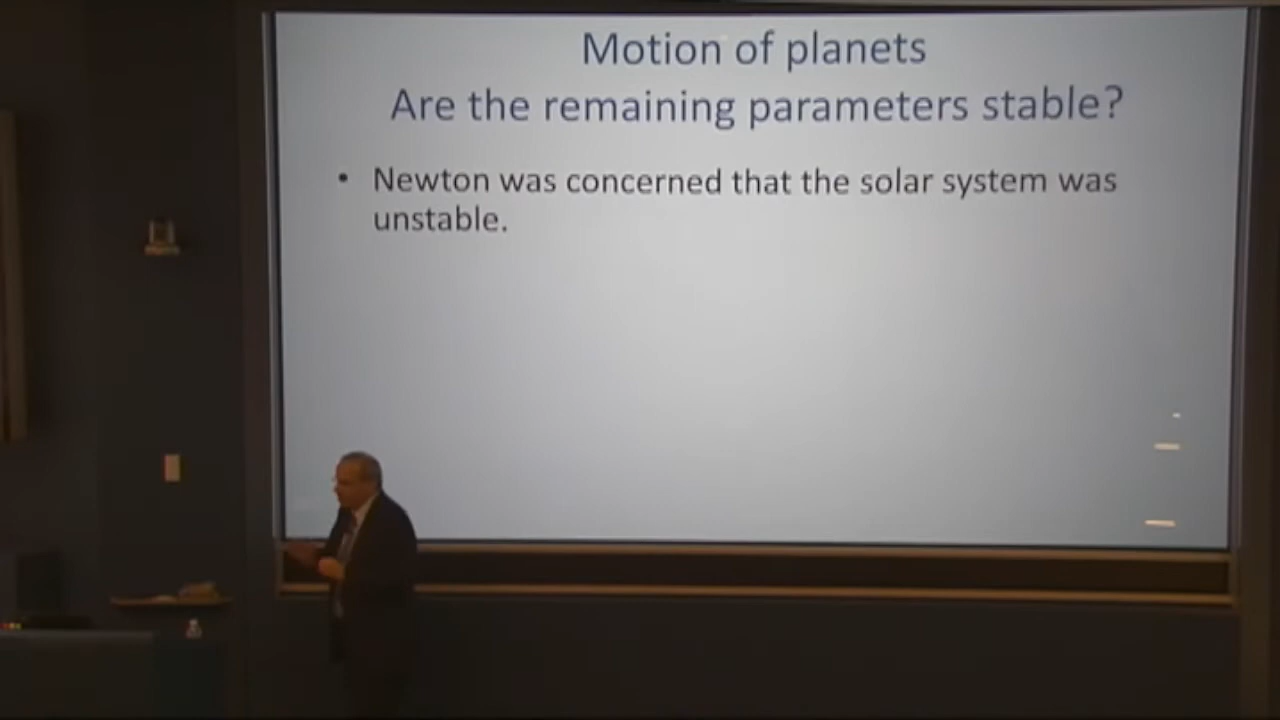 Motion of planets
Are the remaining parameters stable?
• Newton was concerned that the solar system was
unstable.